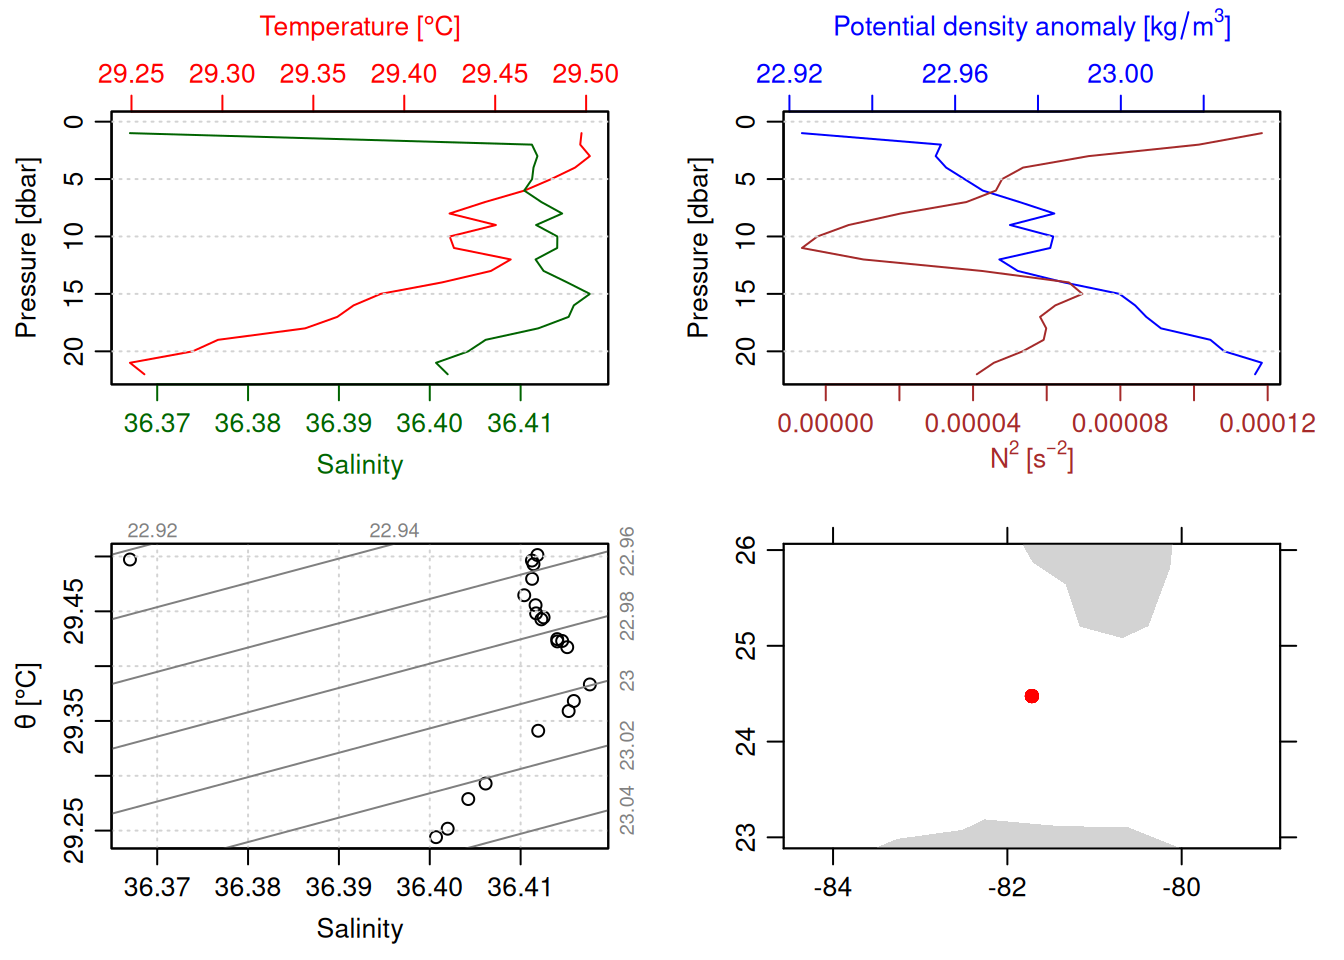 Temperature [°C]
29.25 29.30 29.35 29.40 29.45 29.50
Pressure [dbar]
0
5
10
15
20
36.37 36.38 36.39 36.40 36.41
Salinity
Potential density anomaly [kg/m³]
22.92 22.96 23.00
Pressure [dbar]
0
5
10
15
20
0.00000 0.00004 0.00008 0.00012
N² [s⁻²]
22.92 22.94
22.96
22.98
23
23.02
23.04
θ [°C]
29.45
29.35
29.25
36.37 36.38 36.39 36.40 36.41
Salinity
26
25
24
23
-84 -82 -80